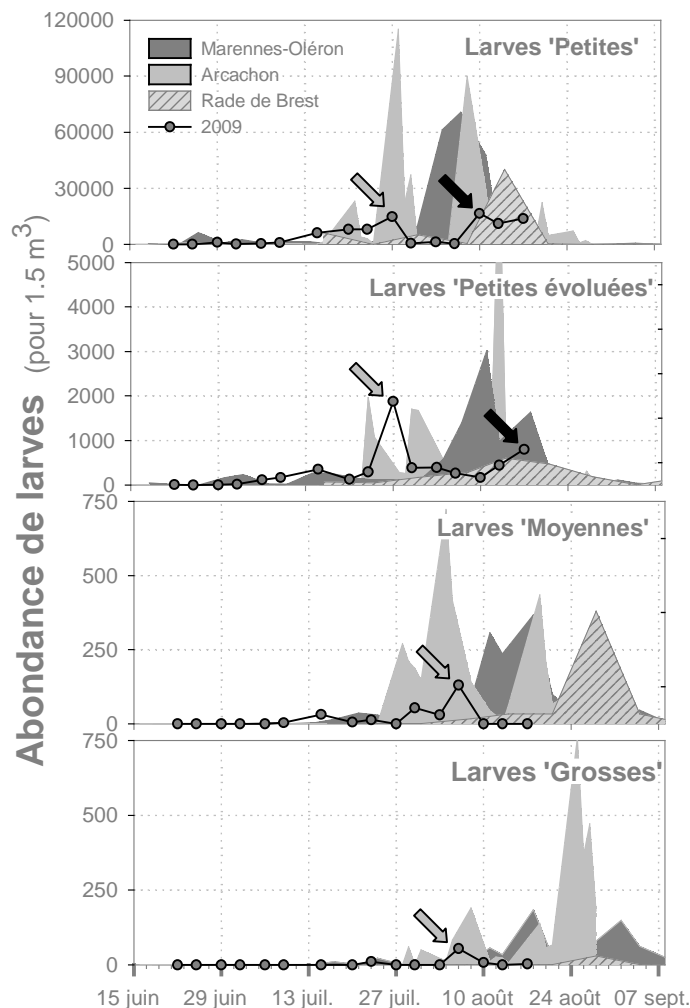 120000
90000
60000
30000
0
Marennes-Oléron
Arcachon
Rade de Brest
2009
Larves 'Petites'
5000
4000
3000
2000
1000
0
Larves 'Petites évoluées'
750
500
250
0
Larves 'Moyennes'
750
500
250
0
Larves 'Grosses'
Abondance de larves (pour 1.5 m³)
15 juin 29 juin 13 juil. 27 juil. 10 août 24 août 07 sept.